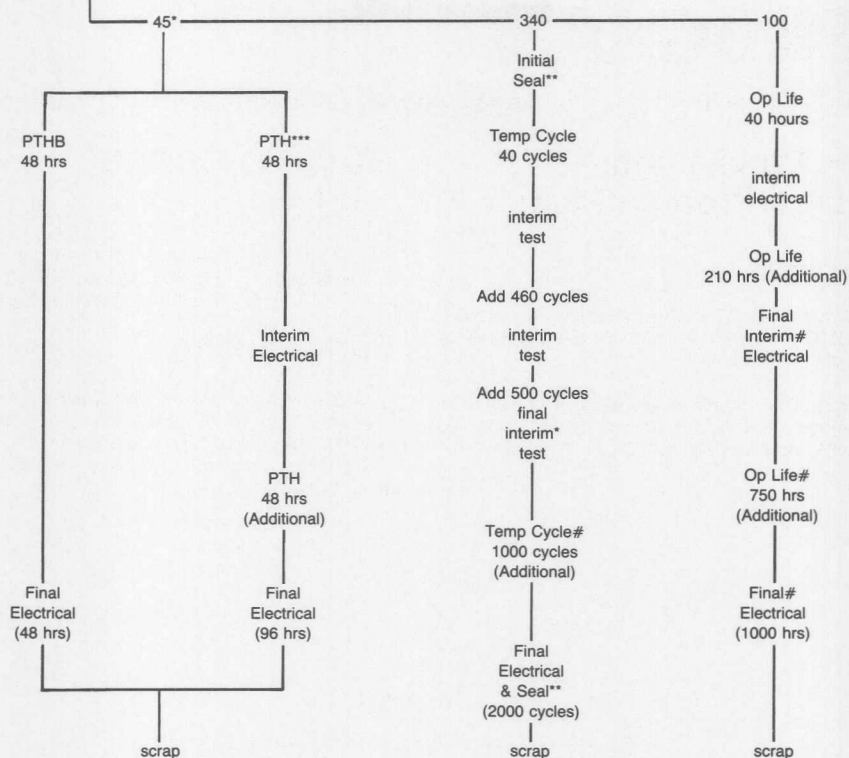 45*
340
100
PTHB
48 hrs
Final
Electrical
(48 hrs)
PTH***
48 hrs
Interim
Electrical
PTH
48 hrs
(Additional)
Final
Electrical
(96 hrs)
scrap
Initial
Seal**
Temp Cycle
40 cycles
interim
test
Add 460 cycles
interim
test
Add 500 cycles
final
interim*
test
Temp Cycle#
1000 cycles
(Additional)
Final
Electrical
& Seal**
(2000 cycles)
scrap
Op Life
40 hours
interim
electrical
Op Life
210 hrs (Additional)
Final
Interim#
Electrical
Op Life#
750 hrs
(Additional)
Final#
Electrical
(1000 hrs)
scrap